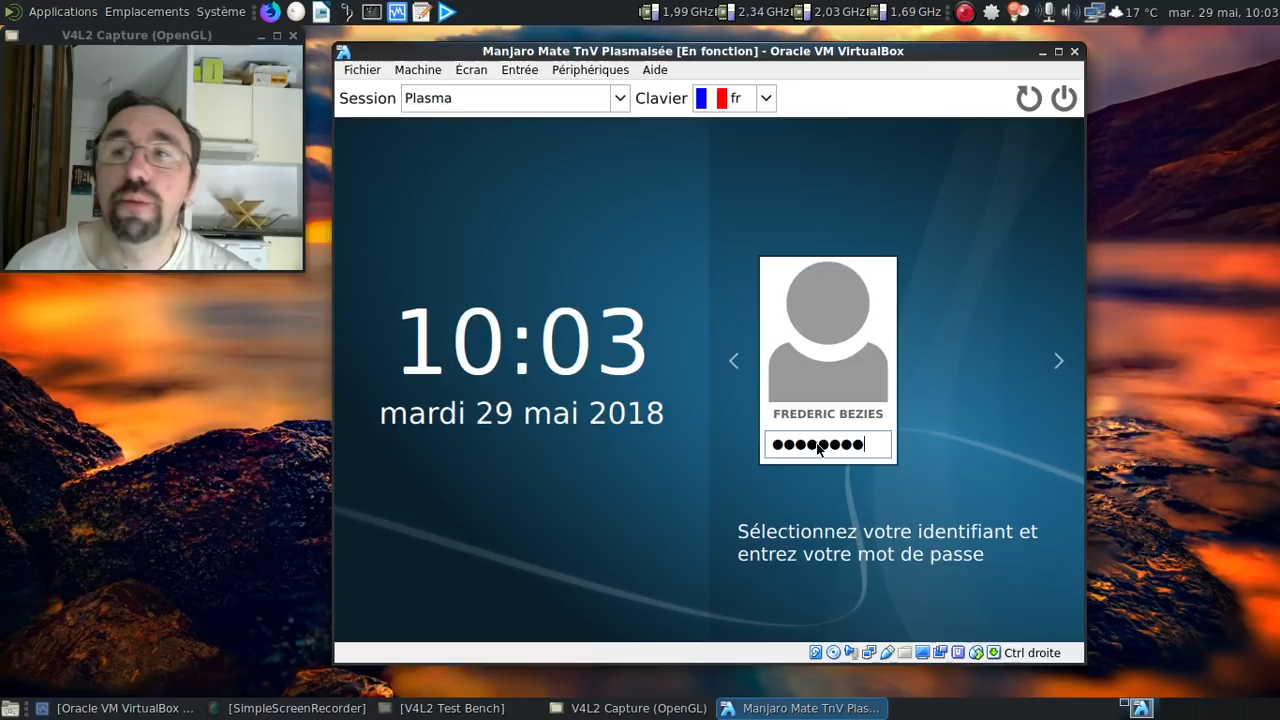 Applications Emplacements Système 1,99 GHz 2,34 GHz 2,03 GHz 1,69 GHz 17 °C mar. 29 mai, 10:03
V4L2 Capture (OpenGL)
Manjaro Mate TnV Plasmaïsée [En fonction] - Oracle VM VirtualBox
Fichier Machine Écran Entrée Périphériques Aide
Session Plasma Clavier fr
10:03
mardi 29 mai 2018
FREDERIC BEZIES
Sélectionnez votre identifiant et
entrez votre mot de passe
Ctrl droite
[Oracle VM VirtualBox ... [SimpleScreenRecorder] [V4L2 Test Bench] V4L2 Capture (OpenGL) Manjaro Mate TnV Plas...